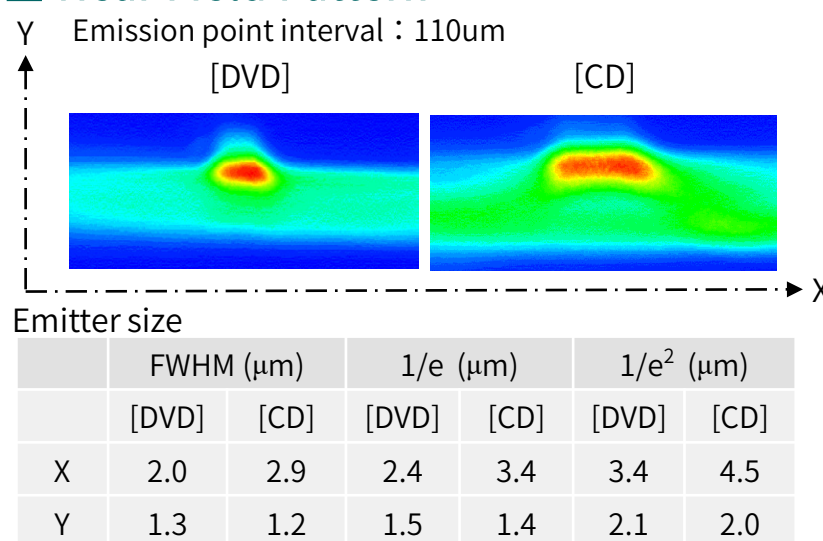 Y Emission point interval：110um
[DVD] [CD]
X
Emitter size
FWHM (μm) 1/e (μm) 1/e² (μm)
[DVD] [CD] [DVD] [CD] [DVD] [CD]
X 2.0 2.9 2.4 3.4 3.4 4.5
Y 1.3 1.2 1.5 1.4 2.1 2.0